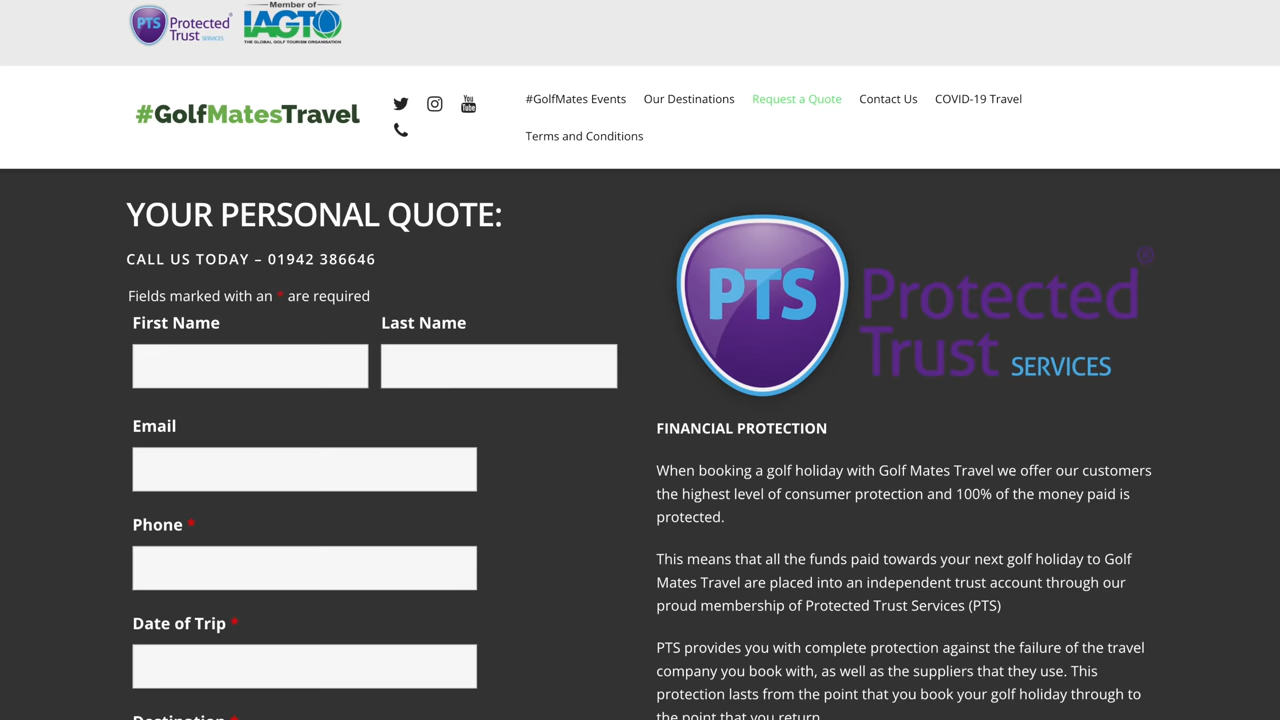 PTS Protected Trust SERVICES
Member of
IAGTO
THE GLOBAL GOLF TOURISM ORGANISATION
#GolfMatesTravel
You Tube
#GolfMates Events Our Destinations Request a Quote Contact Us COVID-19 Travel
Terms and Conditions
YOUR PERSONAL QUOTE:
CALL US TODAY – 01942 386646
Fields marked with an * are required
First Name Last Name
Email
Phone *
Date of Trip *
Destination *
PTS Protected ®
Trust SERVICES
FINANCIAL PROTECTION
When booking a golf holiday with Golf Mates Travel we offer our customers
the highest level of consumer protection and 100% of the money paid is
protected.
This means that all the funds paid towards your next golf holiday to Golf
Mates Travel are placed into an independent trust account through our
proud membership of Protected Trust Services (PTS)
PTS provides you with complete protection against the failure of the travel
company you book with, as well as the suppliers that they use. This
protection lasts from the point that you book your golf holiday through to
the point that you return.